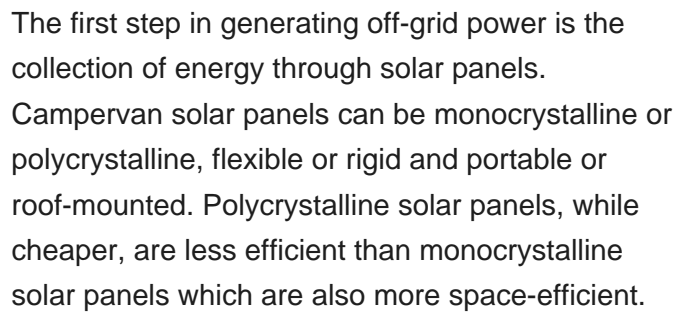 The first step in generating off-grid power is the
collection of energy through solar panels.
Campervan solar panels can be monocrystalline or
polycrystalline, flexible or rigid and portable or
roof-mounted. Polycrystalline solar panels, while
cheaper, are less efficient than monocrystalline
solar panels which are also more space-efficient.